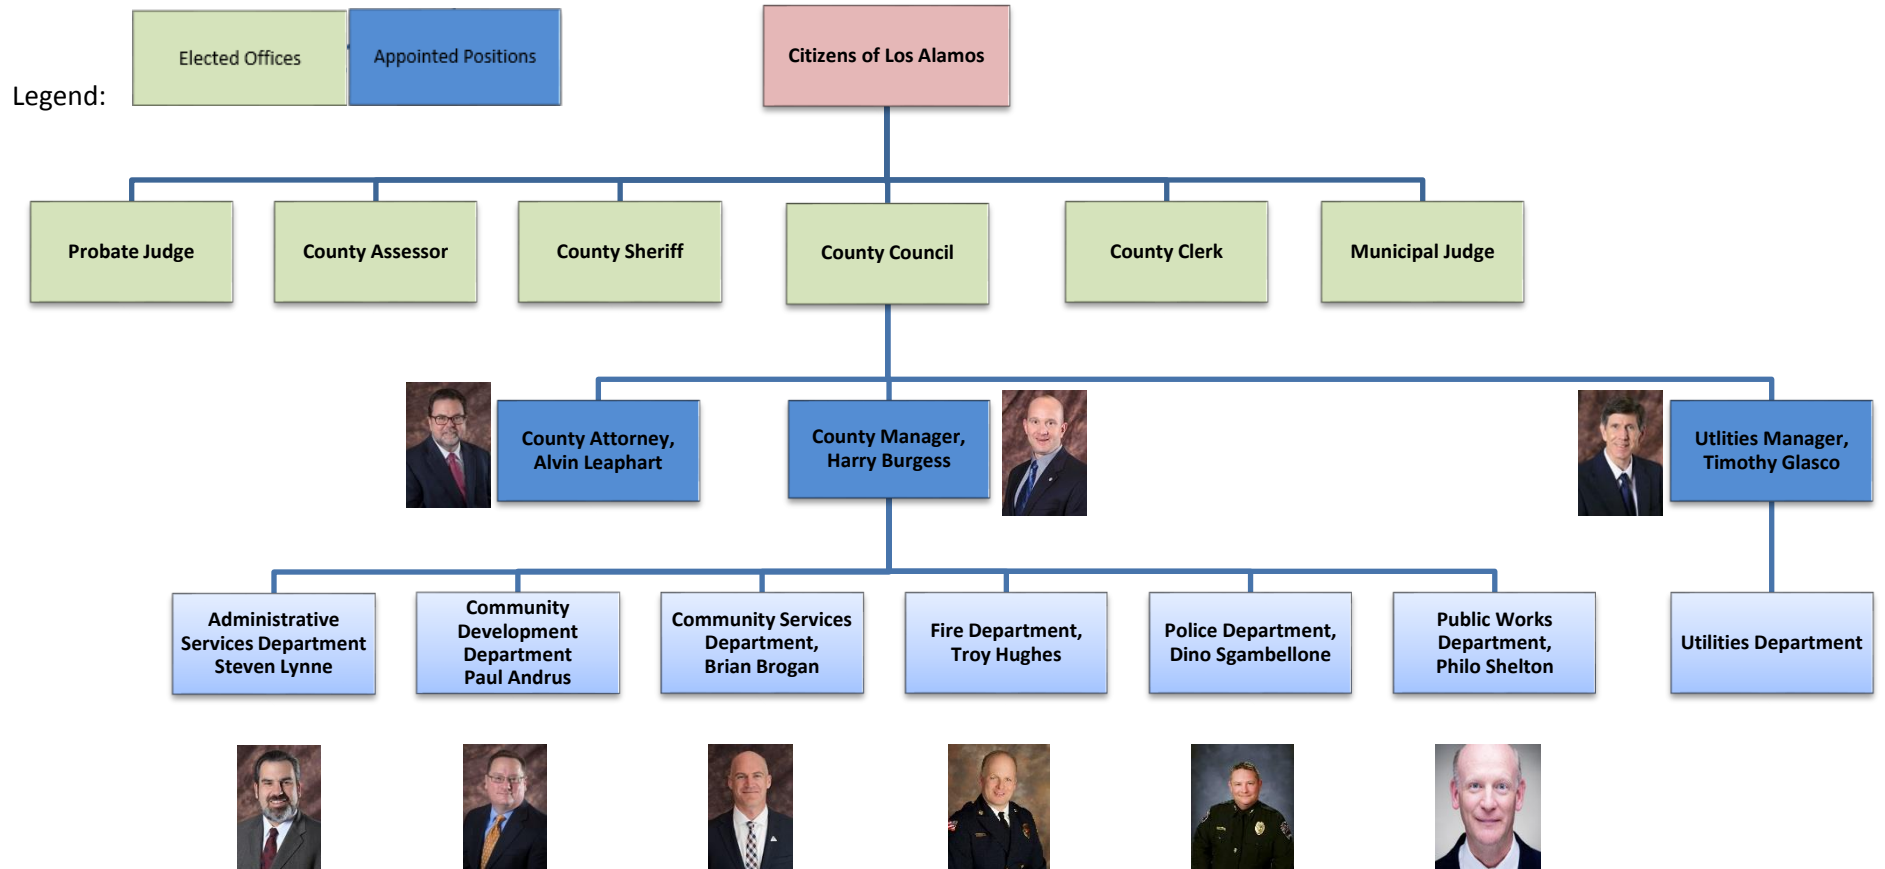 Legend:
Elected Offices
Appointed Positions
Citizens of Los Alamos
Probate Judge
County Assessor
County Sheriff
County Council
County Clerk
Municipal Judge
County Attorney,
Alvin Leaphart
County Manager,
Harry Burgess
Utlities Manager,
Timothy Glasco
Administrative
Services Department
Steven Lynne
Community
Development
Department
Paul Andrus
Community Services
Department,
Brian Brogan
Fire Department,
Troy Hughes
Police Department,
Dino Sgambellone
Public Works
Department,
Philo Shelton
Utilities Department